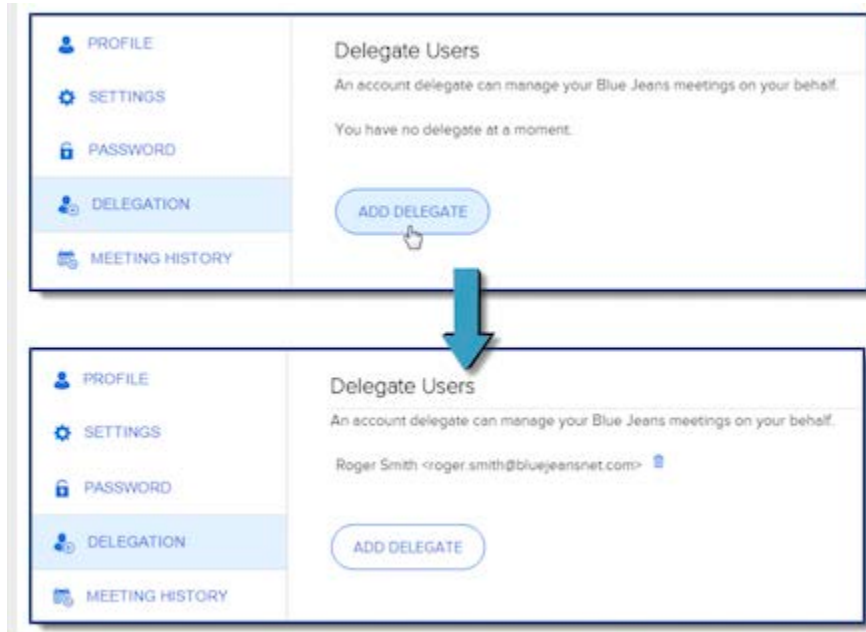 PROFILE
SETTINGS
PASSWORD
DELEGATION
MEETING HISTORY
Delegate Users
An account delegate can manage your Blue Jeans meetings on your behalf.
You have no delegate at a moment.
ADD DELEGATE
PROFILE
SETTINGS
PASSWORD
DELEGATION
MEETING HISTORY
Delegate Users
An account delegate can manage your Blue Jeans meetings on your behalf.
Roger Smith <roger.smith@bluejeansnet.com>
ADD DELEGATE